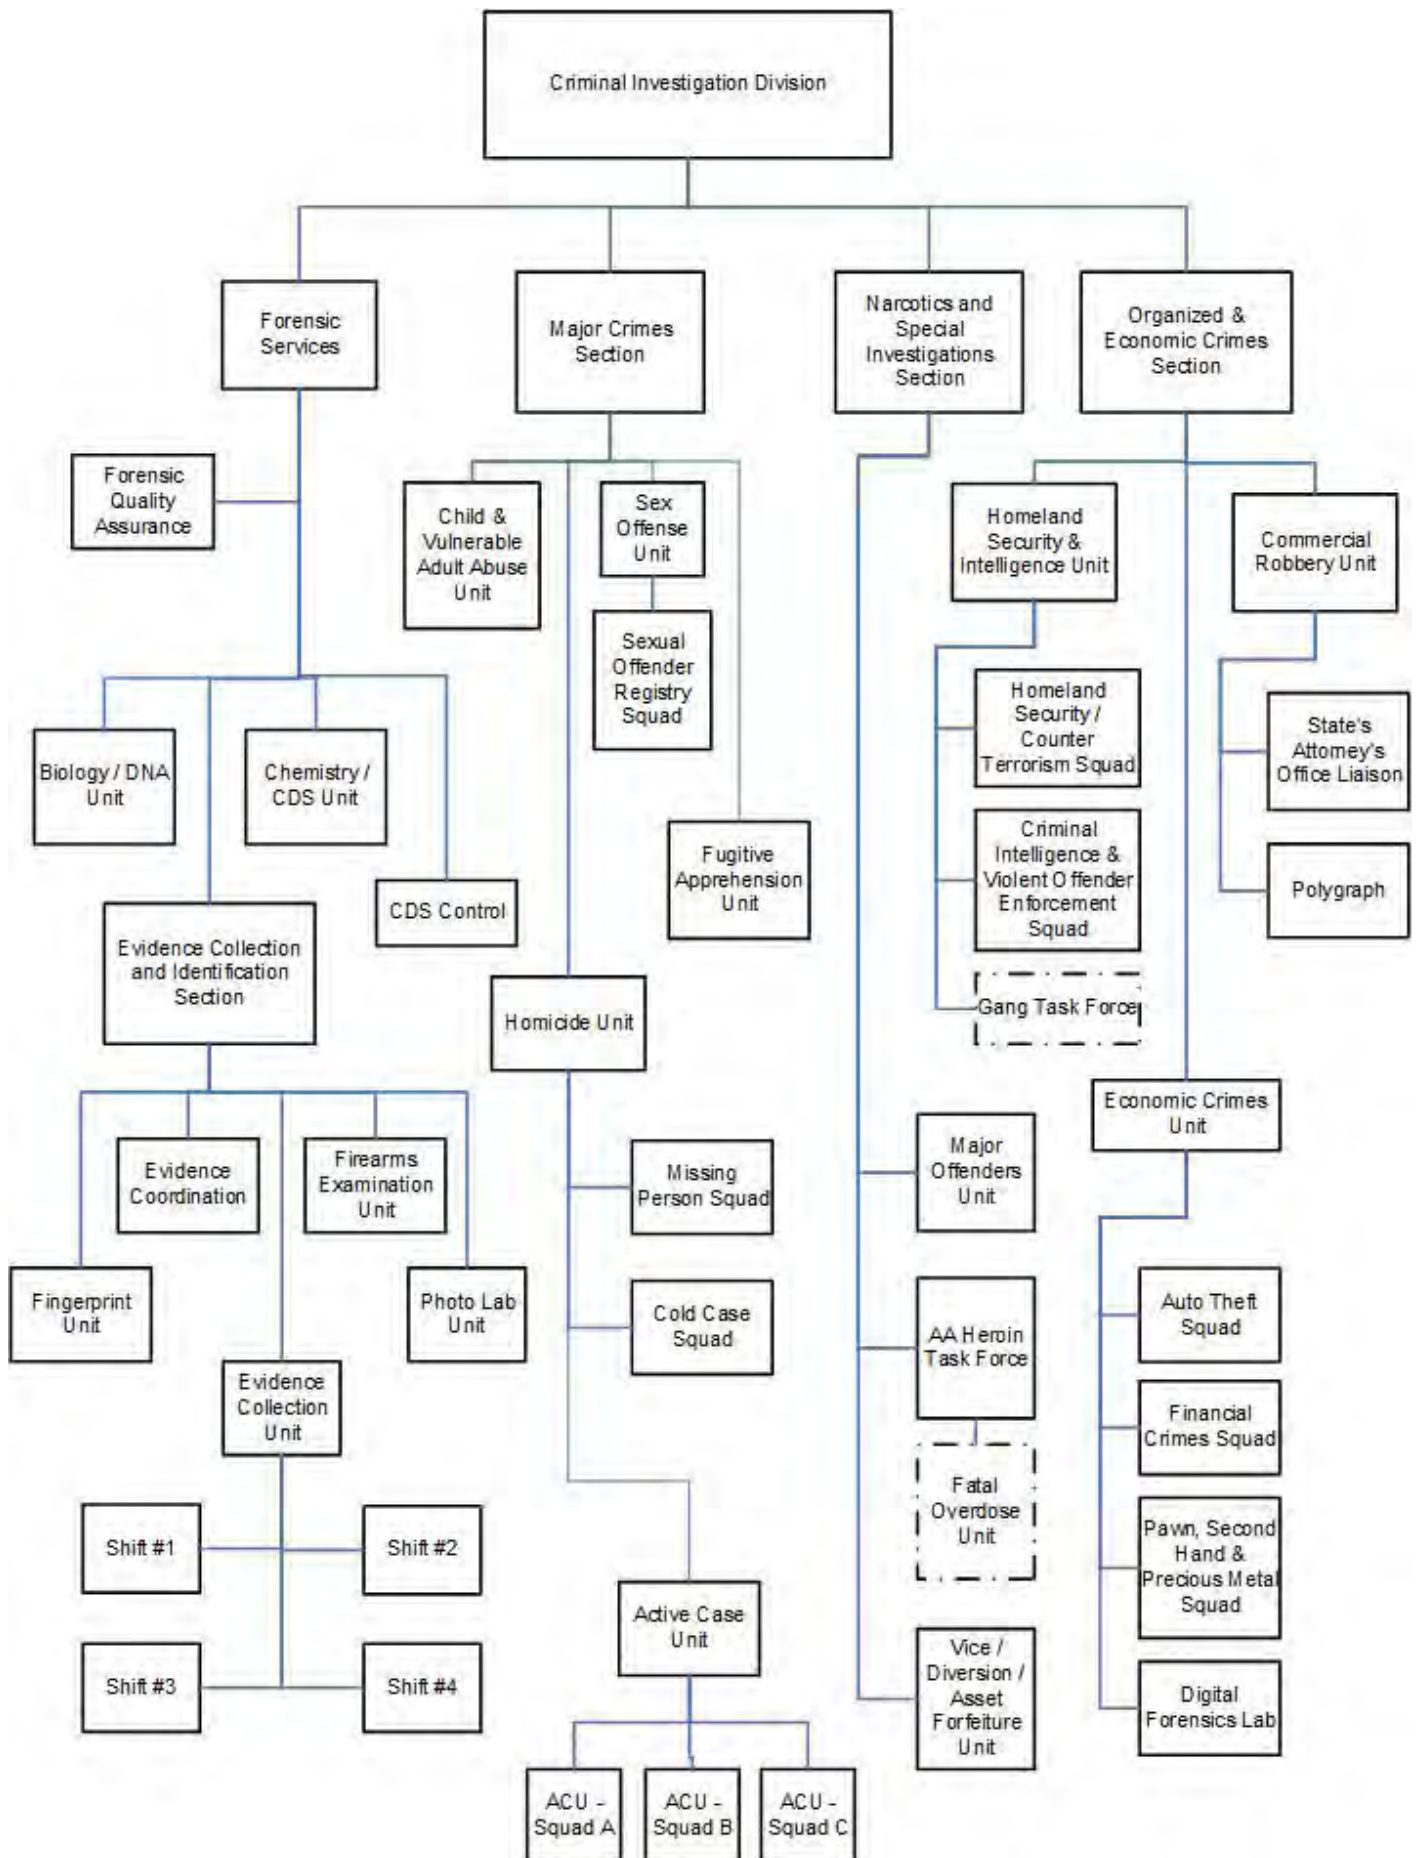 Criminal Investigation Division
Forensic
Services
Major Crimes
Section
Narcotics and
Special
Investigations
Section
Organized &
Economic Crimes
Section
Forensic
Quality
Assurance
Child &
Vulnerable
Adult Abuse
Unit
Sex
Offense
Unit
Homeland
Security &
Intelligence Unit
Commercial
Robbery Unit
Sexual
Offender
Registry
Squad
Homeland
Security /
Counter
Terrorism Squad
State's
Attorney's
Office Liaison
Biology / DNA
Unit
Chemistry /
CDS Unit
Fugitive
Apprehension
Unit
Criminal
Intelligence &
Violent Offender
Enforcement
Squad
Polygraph
CDS Control
Evidence Collection
and Identification
Section
Homicide Unit
Gang Task Force
Economic Crimes
Unit
Evidence
Coordination
Firearms
Examination
Unit
Missing
Person Squad
Major
Offenders
Unit
Fingerprint
Unit
Photo Lab
Unit
Cold Case
Squad
AA Heroin
Task Force
Auto Theft
Squad
Evidence
Collection
Unit
Financial
Crimes Squad
Fatal
Overdose
Unit
Shift #1
Shift #2
Pawn, Second
Hand &
Precious Metal
Squad
Active Case
Unit
Vice /
Diversion /
Asset
Forfeiture
Unit
Shift #3
Shift #4
Digital
Forensics Lab
ACU -
Squad A
ACU -
Squad B
ACU -
Squad C